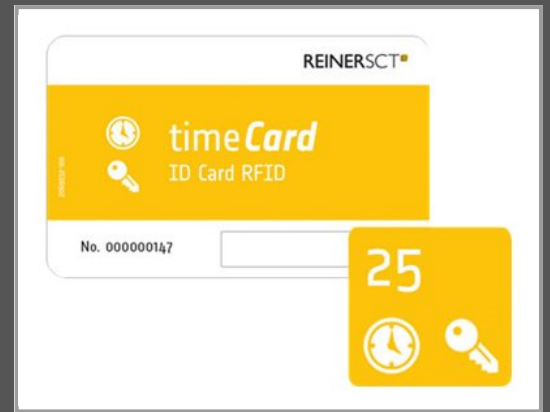 REINERSCT
timeCard
ID Card RFID
No. 000000147
25